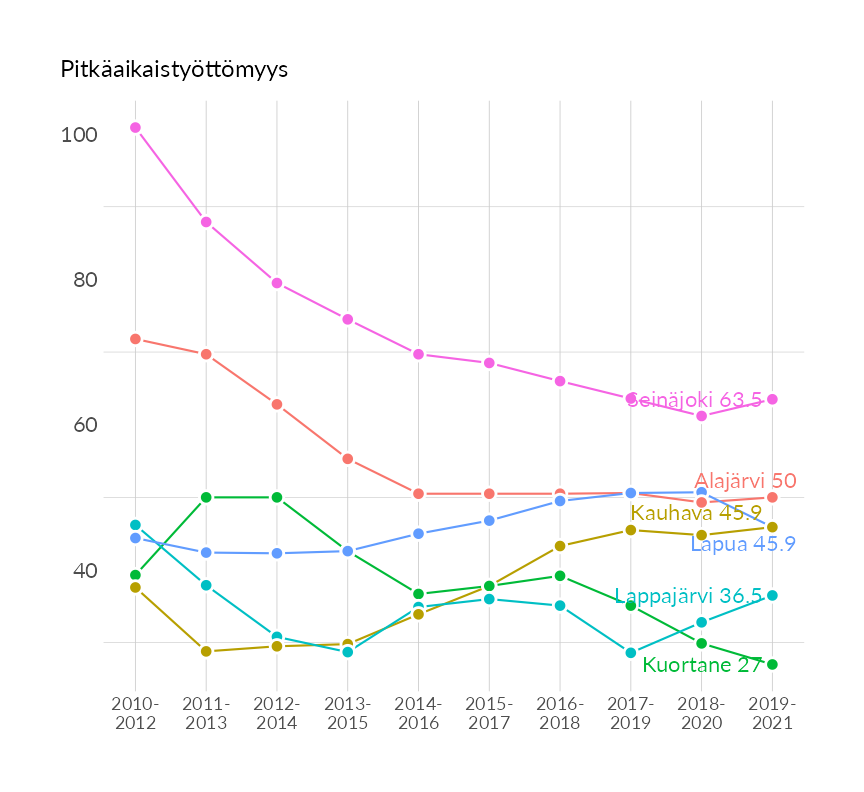 Pitkäaikaistyöttömyys
100
80
60
40
Seinäjoki 63.5
Alajärvi 50
Kauhava 45.9
Lapua 45.9
Lappajärvi 36.5
Kuortane 27
2010- 2011- 2012- 2013- 2014- 2015- 2016- 2017- 2018- 2019-
2012 2013 2014 2015 2016 2017 2018 2019 2020 2021